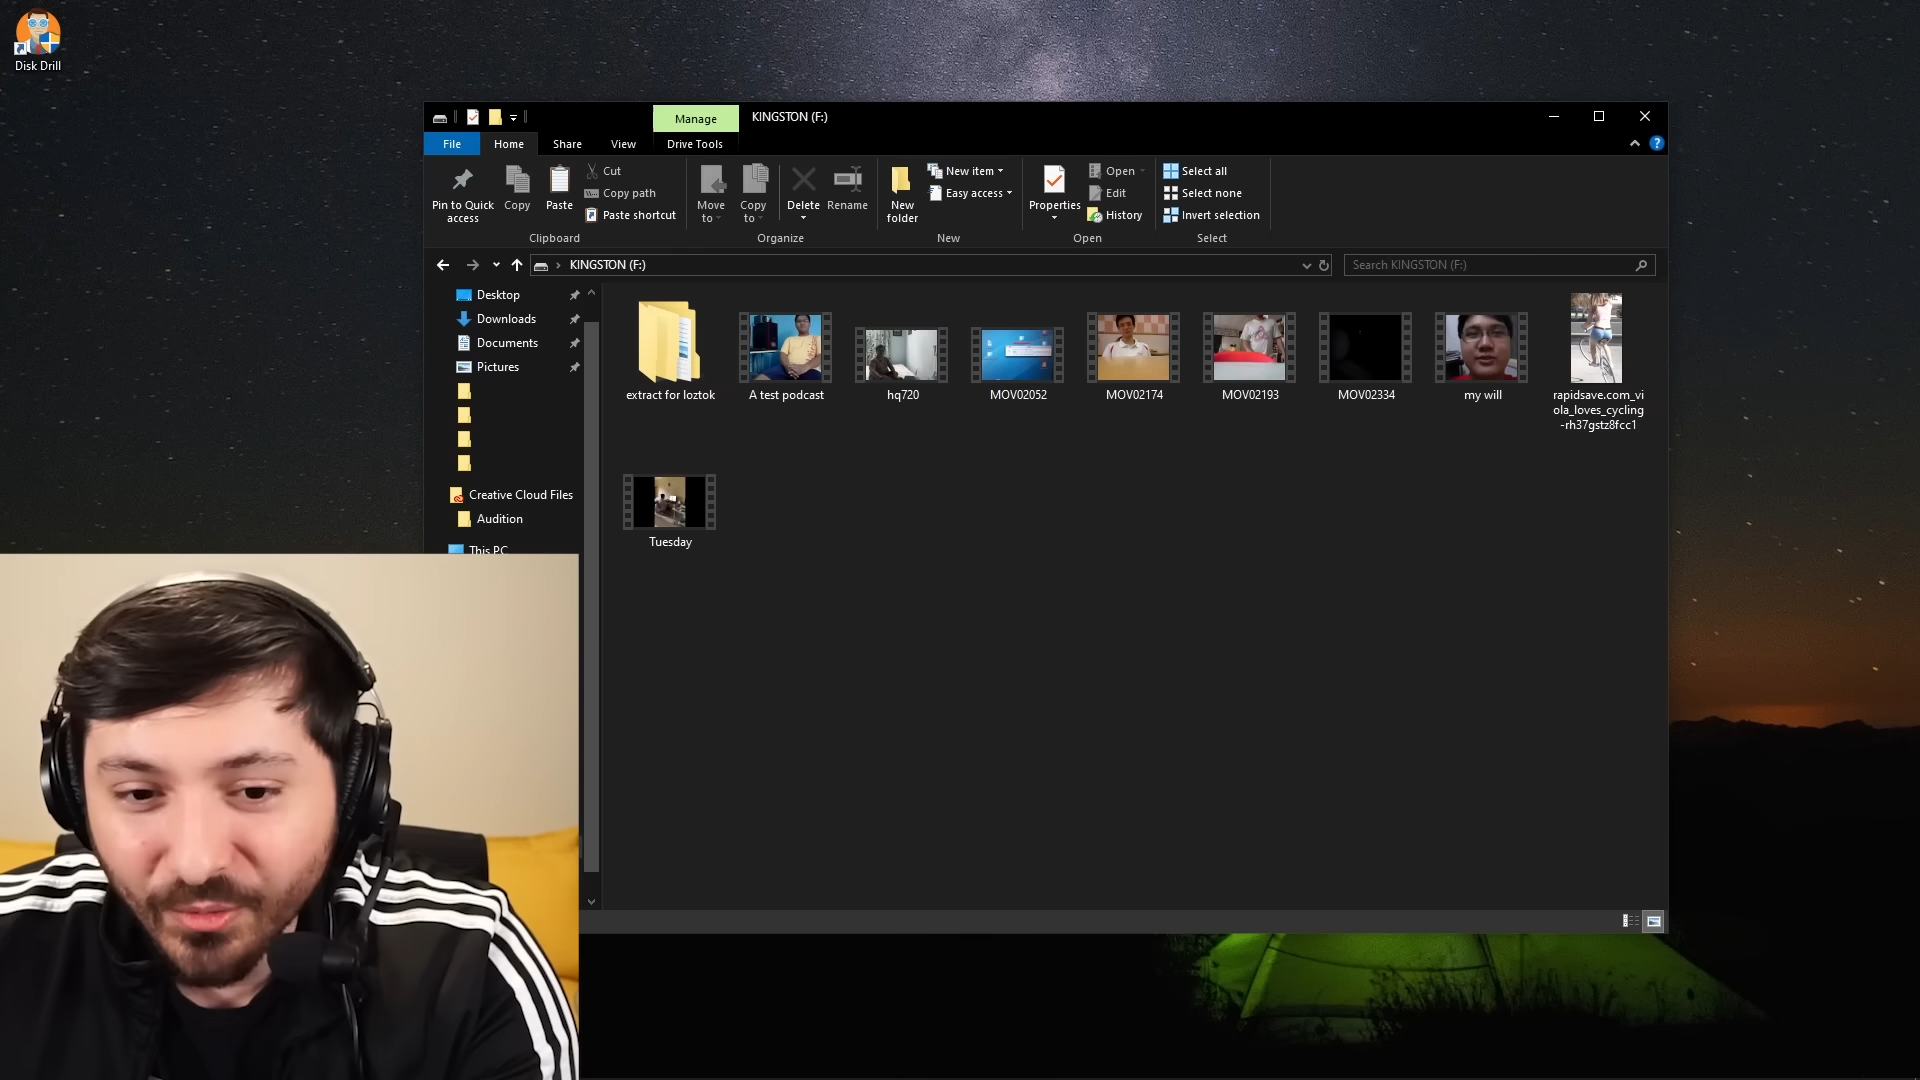 Disk Drill
Manage
KINGSTON (F:)
File
Home
Share
View
Drive Tools
?
Pin to Quick
access
Copy
Paste
Cut
Copy path
Paste shortcut
Clipboard
Move
to
Copy
to
Delete
Rename
Organize
New
folder
New item
Easy access
New
Properties
Open
Edit
History
Open
Select all
Select none
Invert selection
Select
KINGSTON (F:)
Search KINGSTON (F:)
Desktop
Downloads
Documents
Pictures
Creative Cloud Files
Audition
This PC
extract for loztok
A test podcast
hq720
MOV02052
MOV02174
MOV02193
MOV02334
my will
rapidsave.com_vi
ola_loves_cycling
-rh37gstz8fcc1
Tuesday